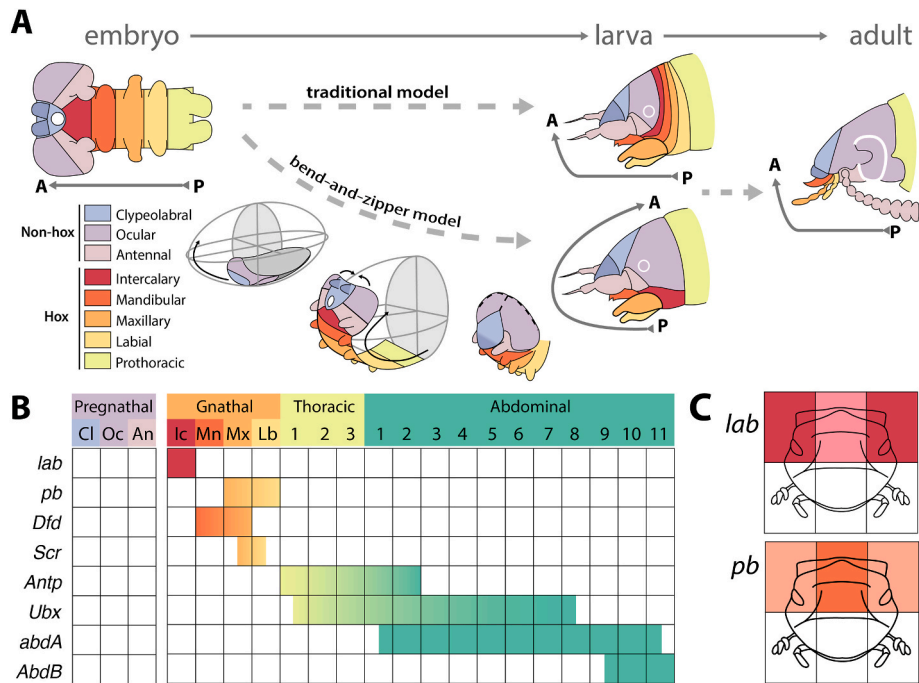 A
embryo
larva
adult
traditional model
bend-and-zipper model
A
P
A
P
A
P
A
P
Non-hox
Clypeolabral
Ocular
Antennal
Hox
Intercalary
Mandibular
Maxillary
Labial
Prothoracic
B
Pregnathal
Gnathal
Thoracic
Abdominal
Cl Oc An Ic Mn Mx Lb 1 2 3 1 2 3 4 5 6 7 8 9 10 11
lab
pb
Dfd
Scr
Antp
Ubx
abdA
AbdB
C
lab
pb